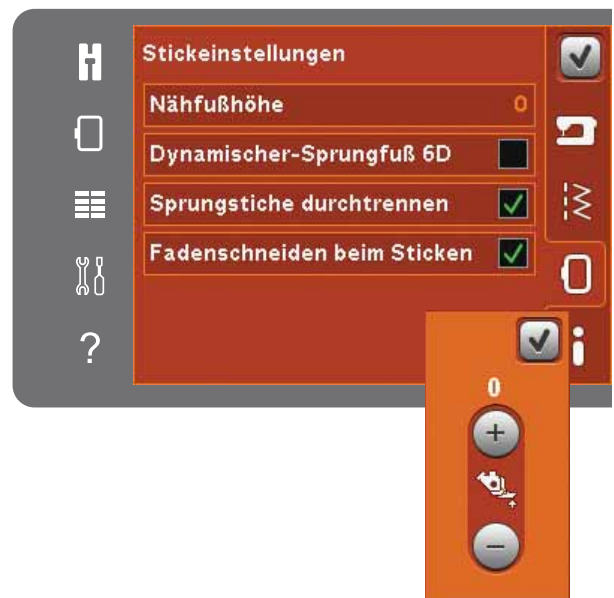 Stickeinstellungen
Nähfußhöhe 0
Dynamischer-Sprungfuß 6D
Sprungstiche durchtrennen
Fadenschneiden beim Sticken
?
0